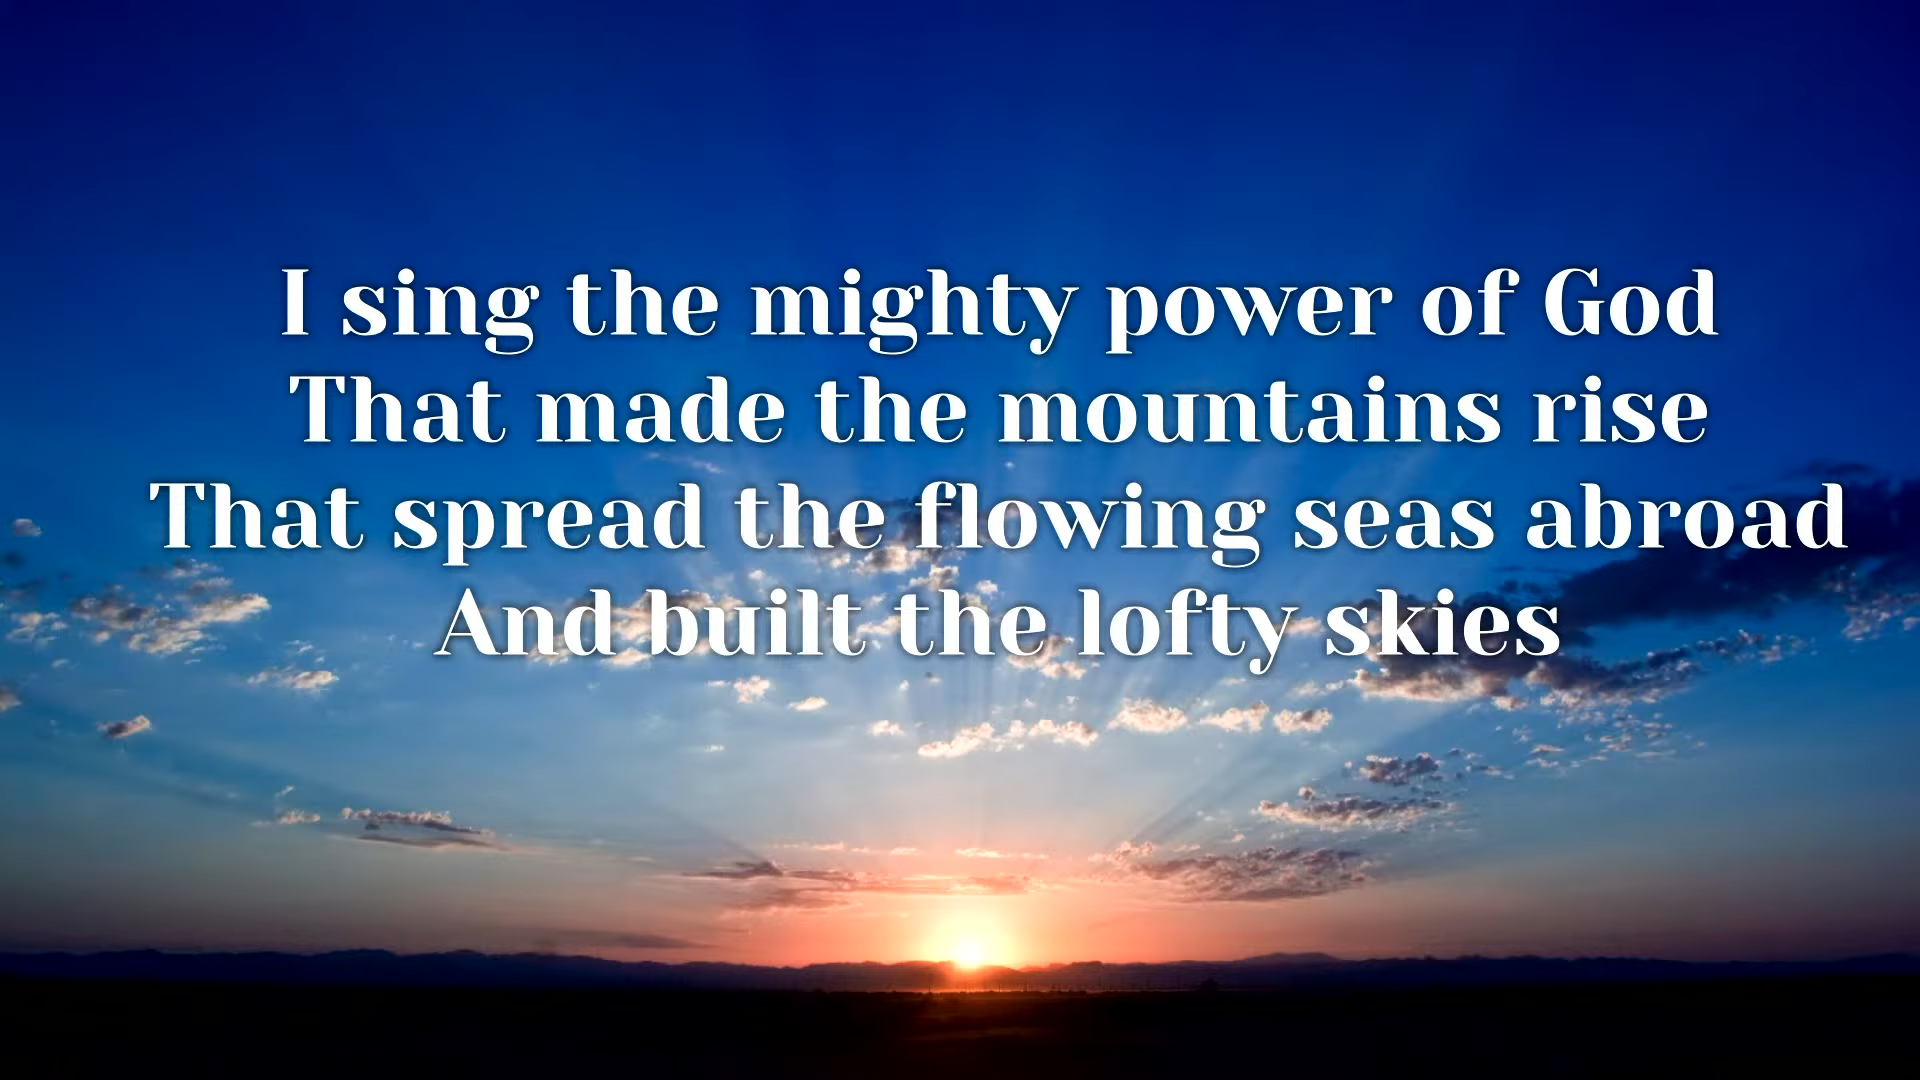 I sing the mighty power of God
That made the mountains rise
That spread the flowing seas abroad
And built the lofty skies